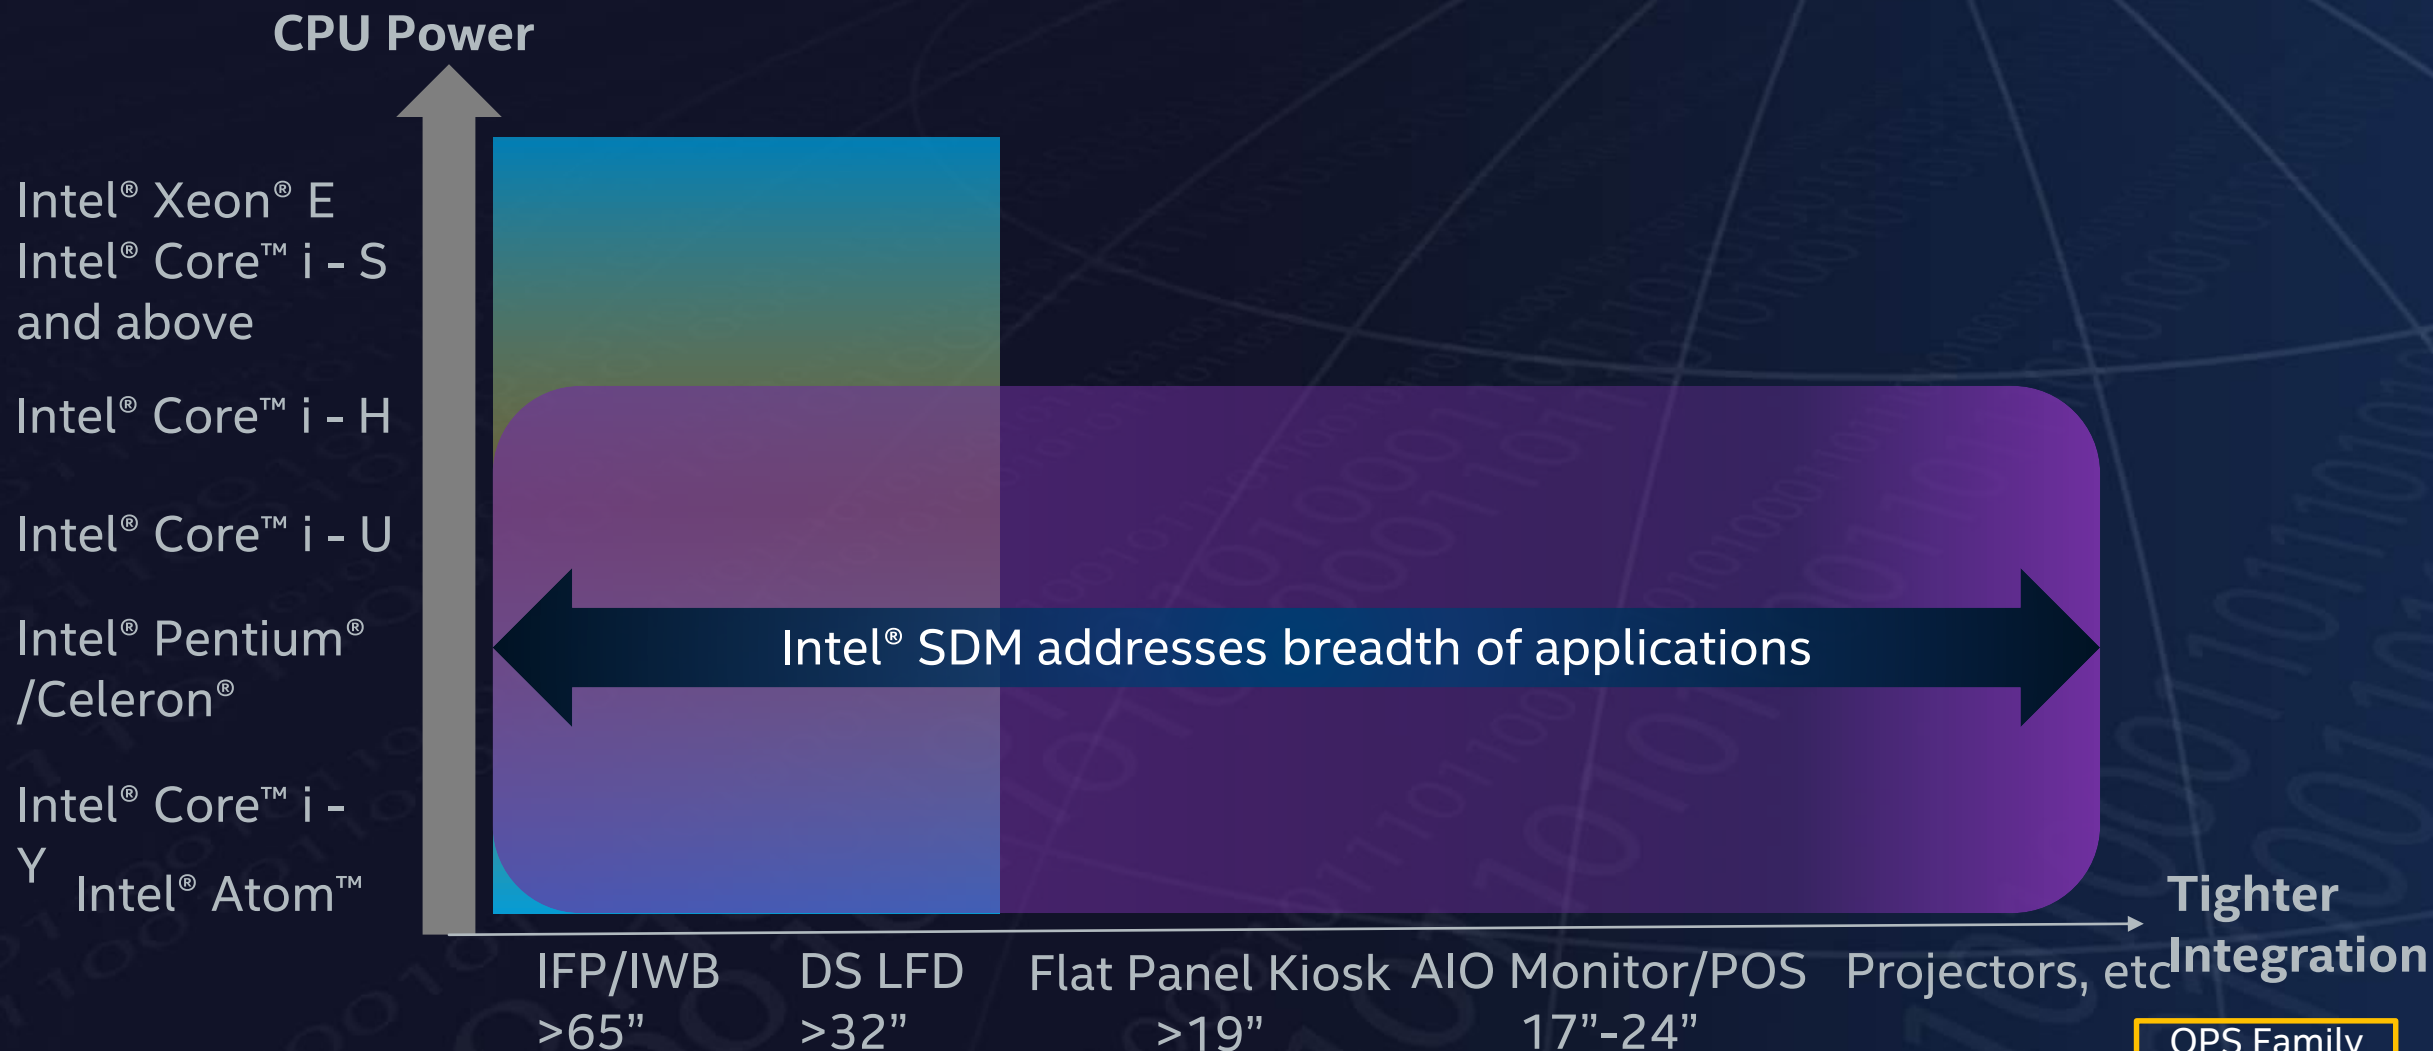 CPU Power
Intel® Xeon® E
Intel® Core™ i - S
and above
Intel® Core™ i - H
Intel® Core™ i - U
Intel® Pentium®
/Celeron®
Intel® Core™ i -
Y
Intel® Atom™
Intel® SDM addresses breadth of applications
Tighter
Integration
IFP/IWB
>65”
DS LFD
>32”
Flat Panel Kiosk
>19”
AIO Monitor/POS
17”-24”
Projectors, etc
OPS Family